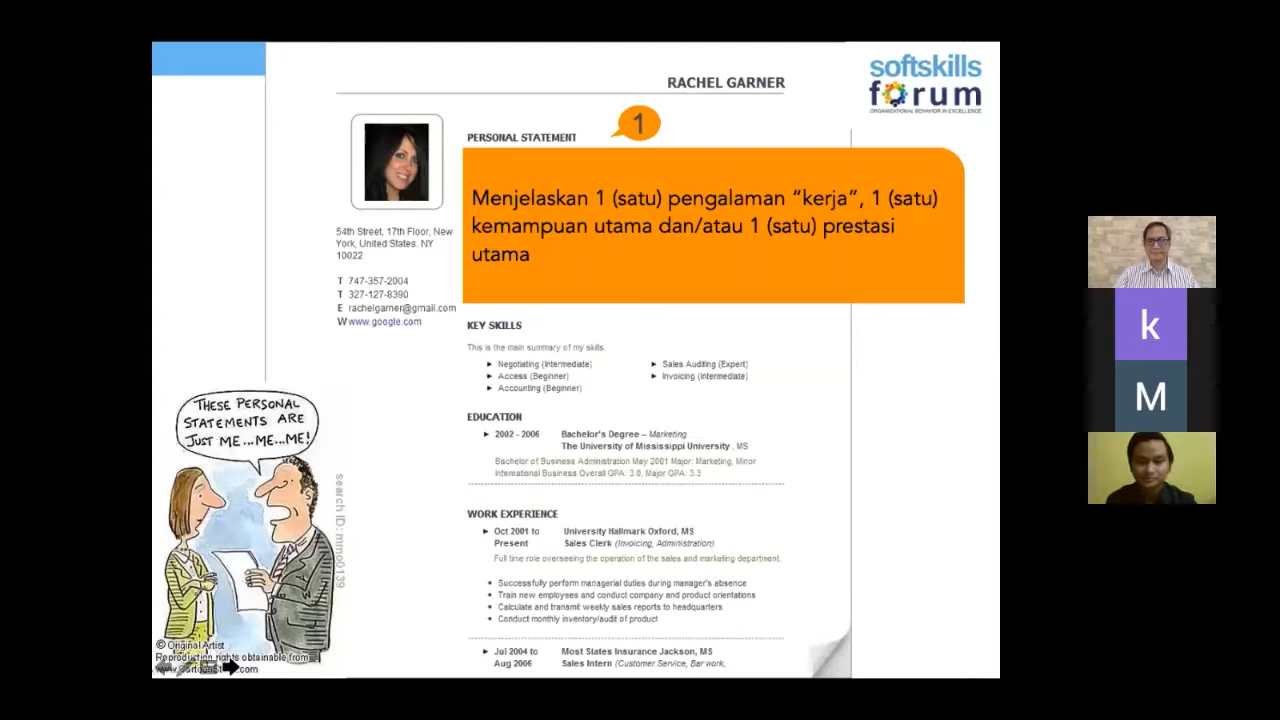 RACHEL GARNER
softskills
forum
ORGANIZATIONAL BEHAVIOR IN EXCELLENCE
PERSONAL STATEMENT
1
Menjelaskan 1 (satu) pengalaman “kerja”, 1 (satu)
kemampuan utama dan/atau 1 (satu) prestasi
utama
54th Street, 17th Floor, New
York, United States. NY
10022
T 747-357-2004
T 327-127-8390
E rachelgarner@gmail.com
W www.google.com
KEY SKILLS
This is the main summary of my skills.
► Negotiating (Intermediate)
► Access (Beginner)
► Accounting (Beginner)
► Sales Auditing (Expert)
► Invoicing (Intermediate)
EDUCATION
► 2002 - 2006 Bachelor's Degree – Marketing
The University of Mississippi University , MS
Bachelor of Business Administration May 2001 Major: Marketing, Minor
International Business Overall GPA: 3.0, Major GPA: 3.3
WORK EXPERIENCE
► Oct 2001 to University Hallmark Oxford, MS
Present Sales Clerk (Invoicing, Administration)
Full time role overseeing the operation of the sales and marketing department.
• Successfully perform managerial duties during manager's absence
• Train new employees and conduct company and product orientations
• Calculate and transmit weekly sales reports to headquarters
• Conduct monthly inventory/audit of product
► Jul 2004 to Most States Insurance Jackson, MS
Aug 2006 Sales Intern (Customer Service, Bar work,
THESE PERSONAL
STATEMENTS ARE
JUST ME...ME...ME!
search ID: mmo0139
© Original Artist
Reproduction rights obtainable from
k
M